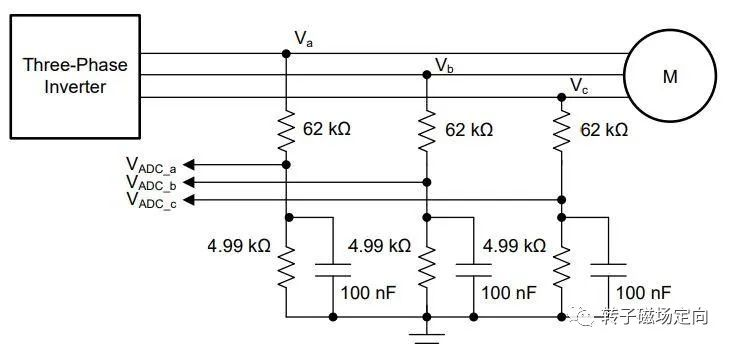 Three-Phase
Inverter
Va
Vb
Vc
M
62 kΩ
62 kΩ
62 kΩ
VADC_a
VADC_b
VADC_c
4.99 kΩ
4.99 kΩ
4.99 kΩ
100 nF
100 nF
100 nF
转子磁场定向